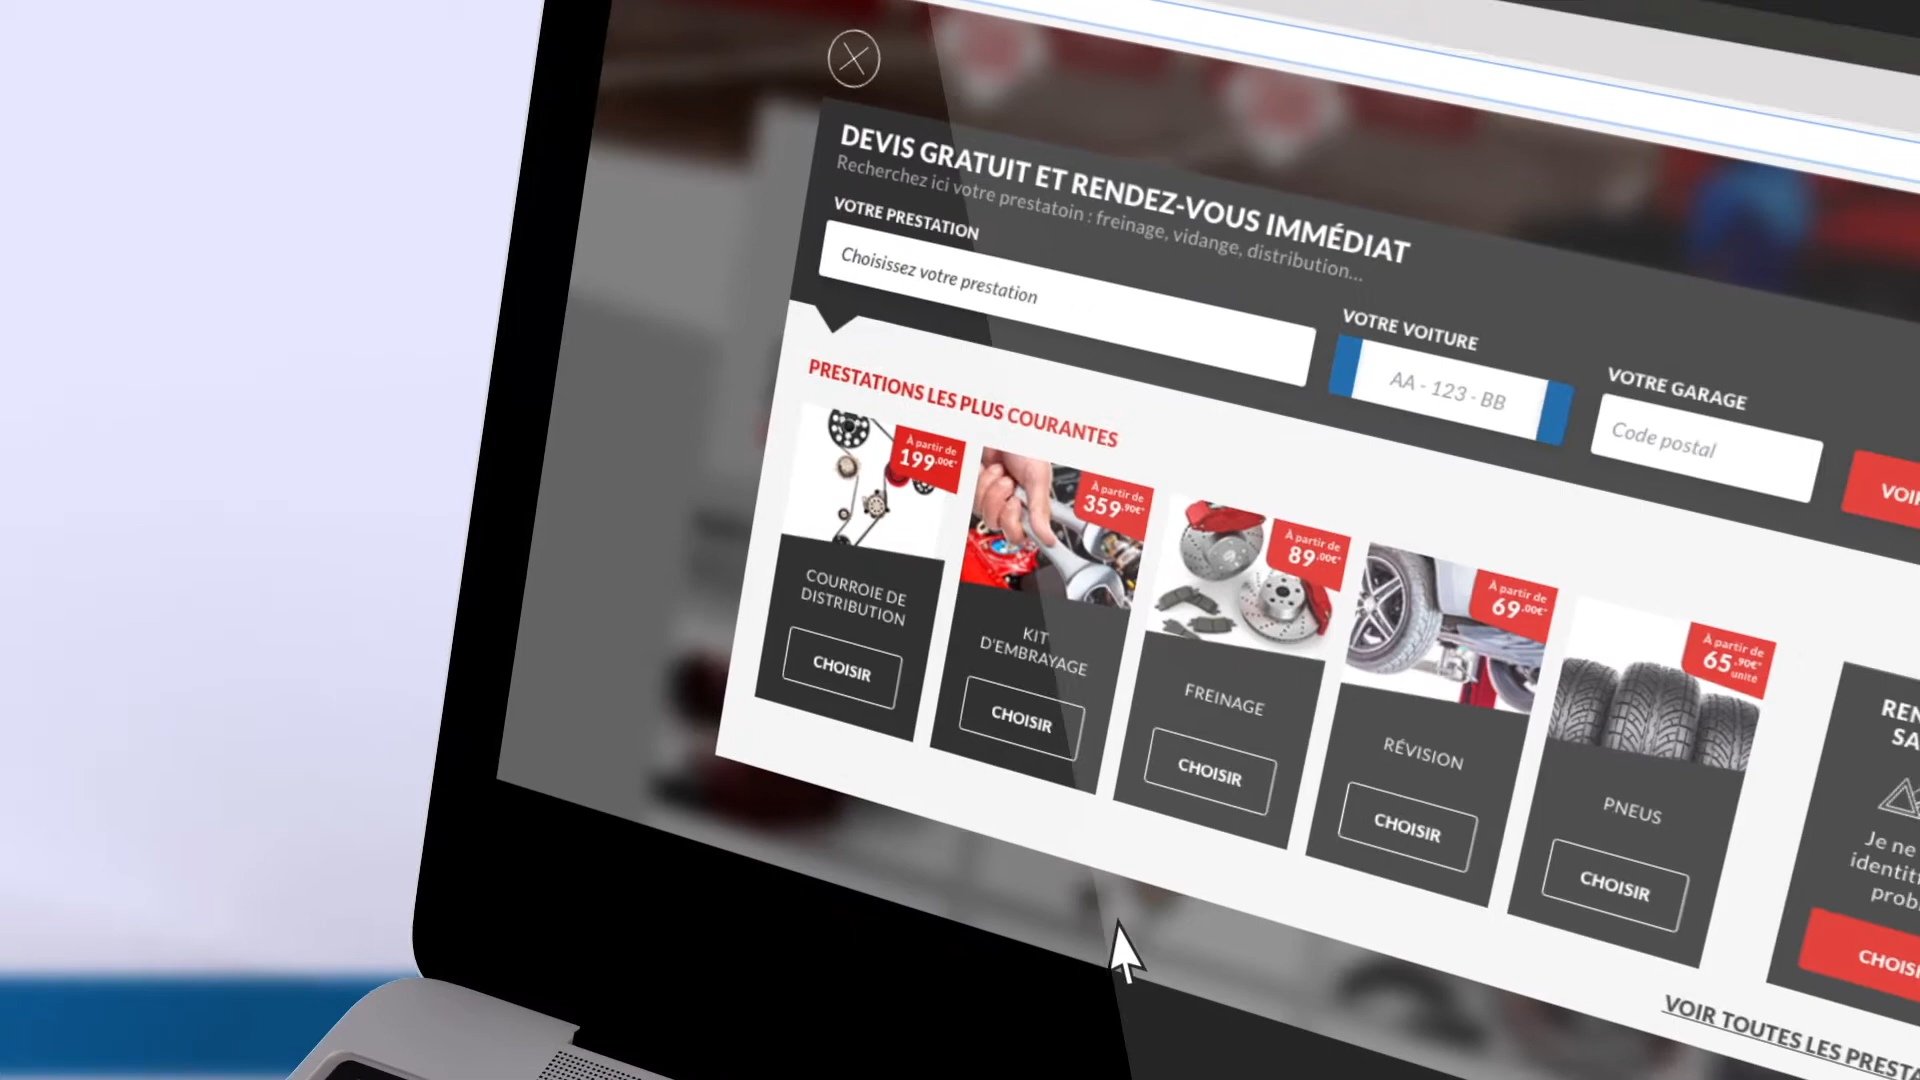 DEVIS GRATUIT ET RENDEZ-VOUS IMMÉDIAT
Recherchez ici votre prestatoin : freinage, vidange, distribution...
VOTRE PRESTATION
Choisissez votre prestation
VOTRE VOITURE
AA - 123 - BB
VOTRE GARAGE
Code postal
PRESTATIONS LES PLUS COURANTES
À partir de
199.00€*
COURROIE DE
DISTRIBUTION
CHOISIR
À partir de
359.90€*
KIT
D'EMBRAYAGE
CHOISIR
À partir de
89.00€*
FREINAGE
CHOISIR
À partir de
69.00€*
RÉVISION
CHOISIR
À partir de
65.90€*
unité
PNEUS
CHOISIR
Je ne
VOIR TOUTES LES